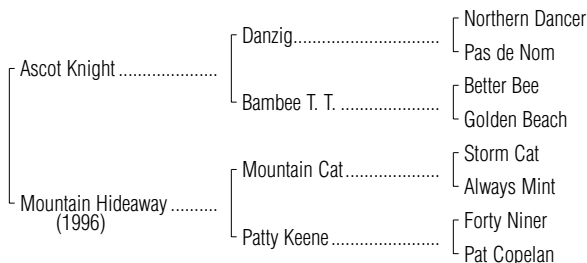 Northern Dancer
Danzig........................................
Pas de Nom
Ascot Knight ...........................
Better Bee
Bambee T. T. ...........................
Golden Beach
Storm Cat
Mountain Cat..........................
Always Mint
Mountain Hideaway .............
(1996)
Forty Niner
Patty Keene .............................
Pat Copelan